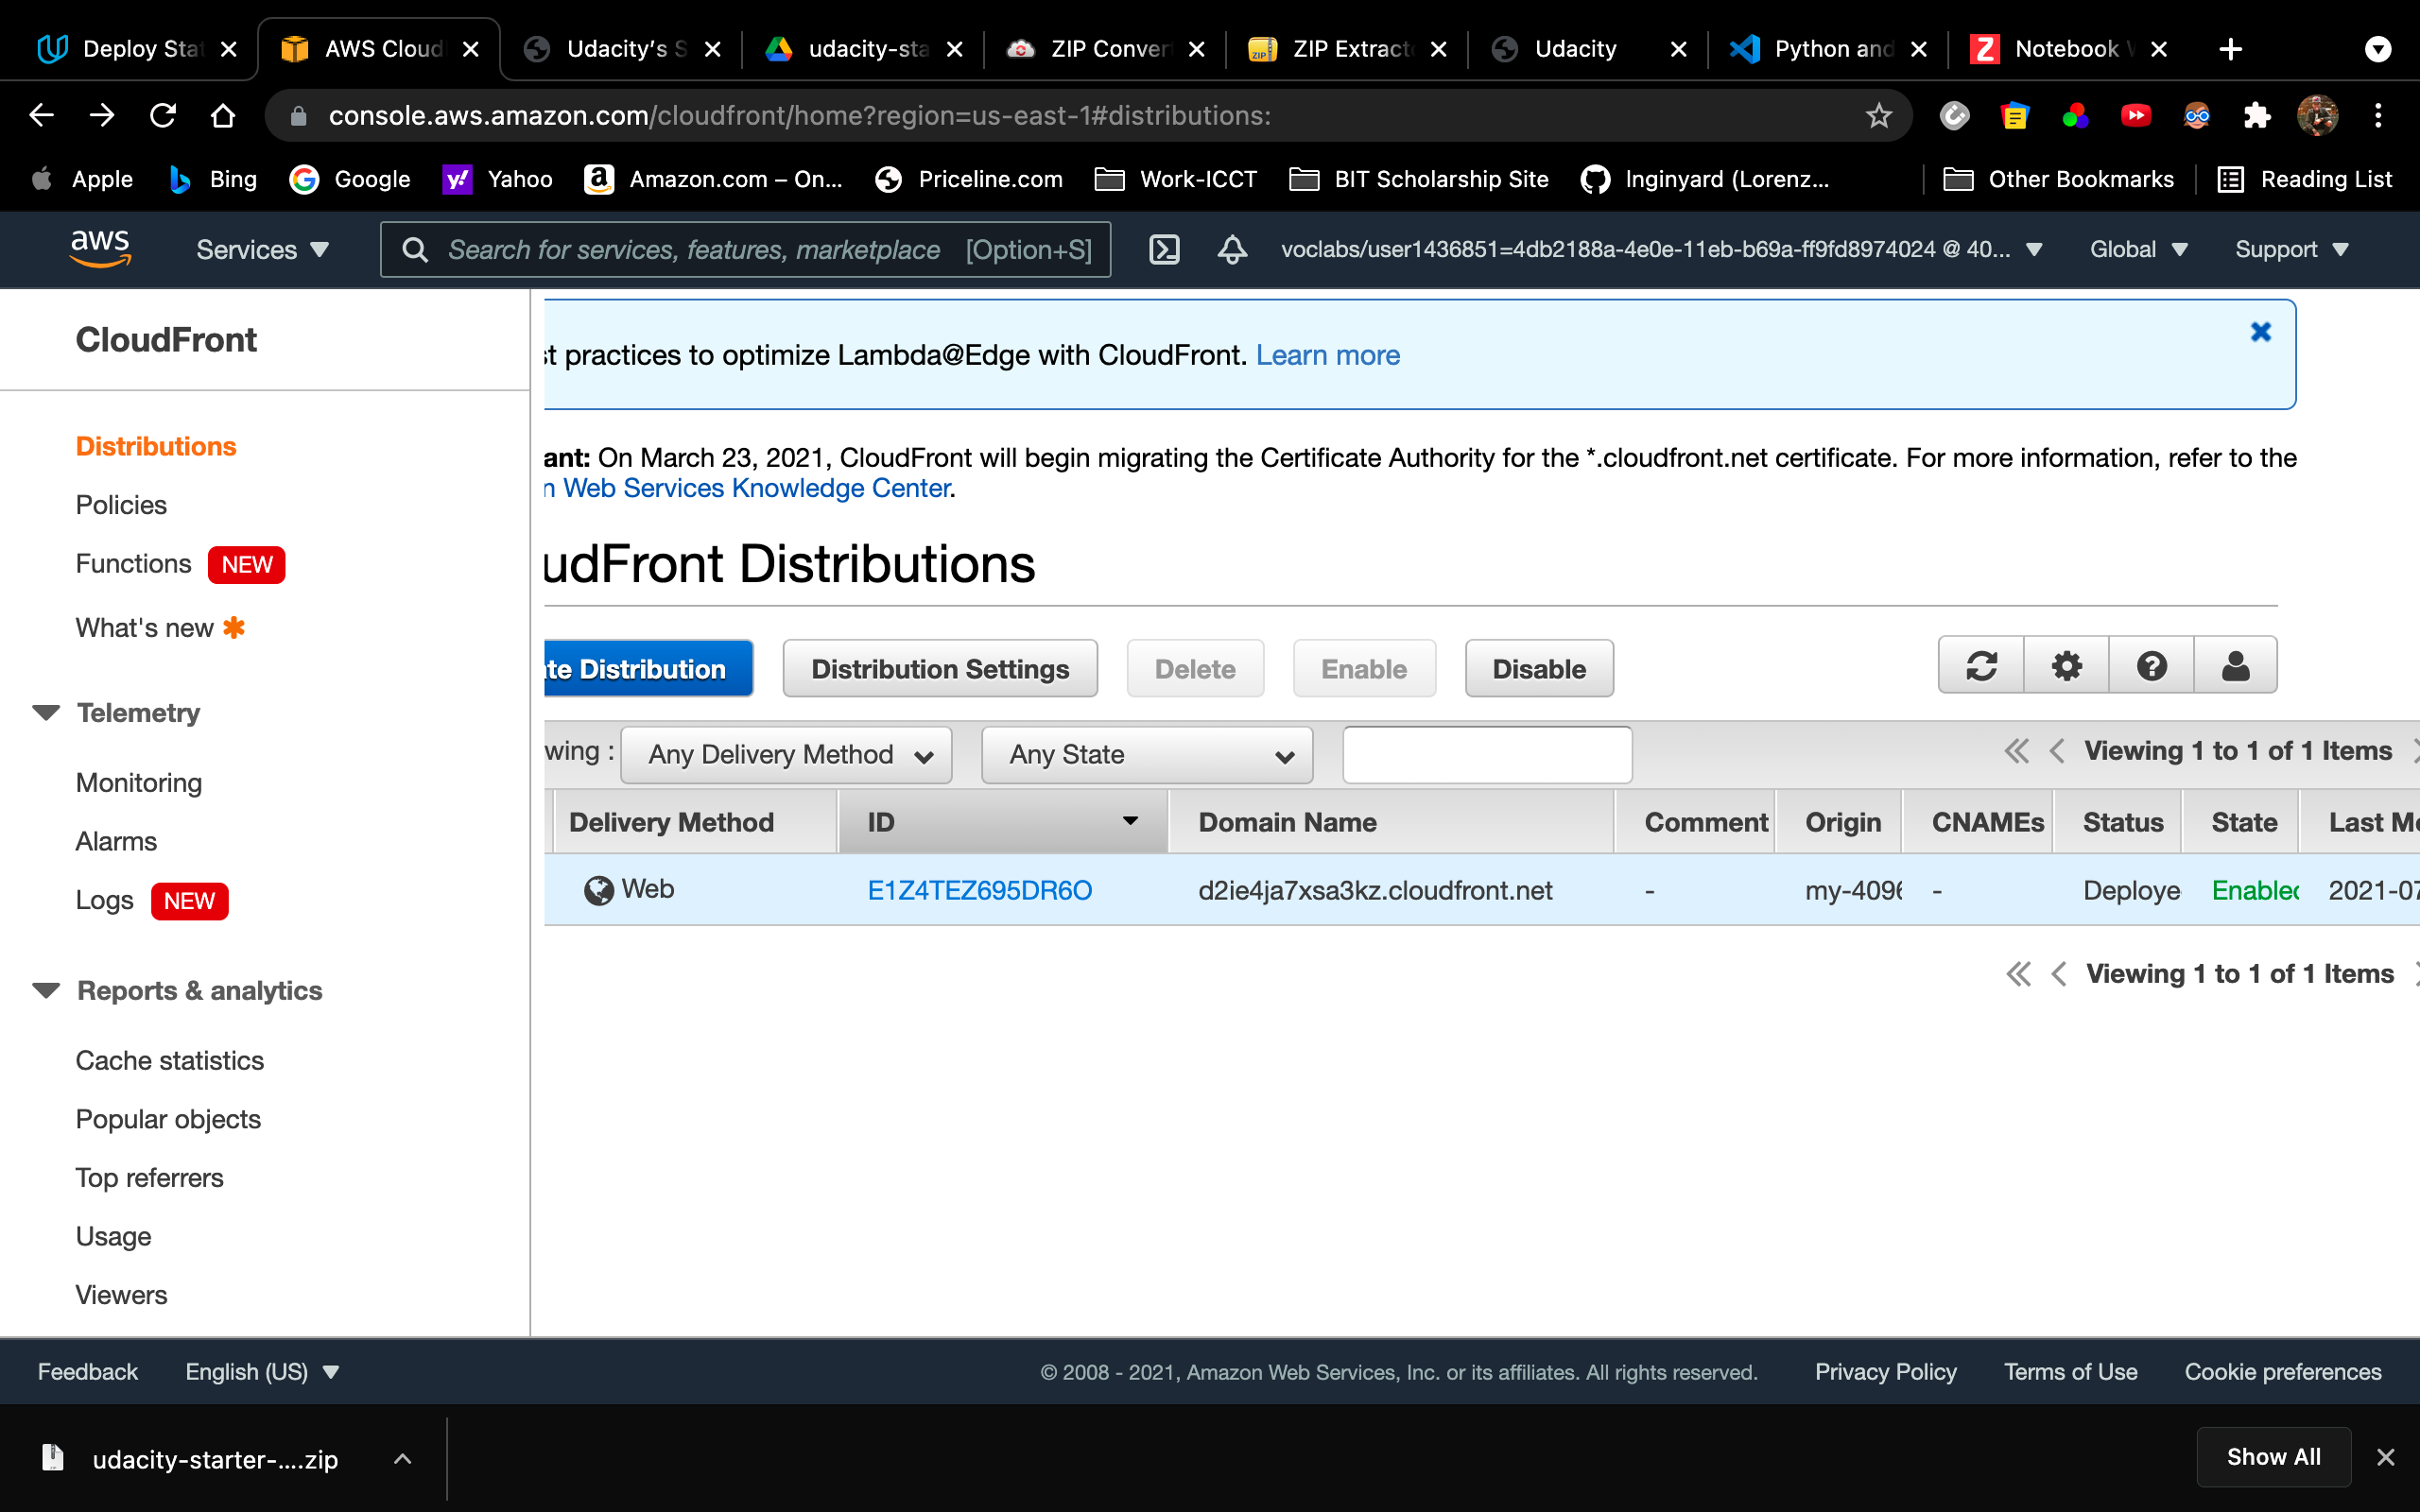 Deploy Stat
AWS Cloud
Udacity's S
udacity-sta
ZIP Conver
ZIP Extract
Udacity
Python and
Notebook W
console.aws.amazon.com/cloudfront/home?region=us-east-1#distributions:
Apple
Bing
Google
Yahoo
Amazon.com – On...
Priceline.com
Work-ICCT
BIT Scholarship Site
Inginyard (Lorenz...
Other Bookmarks
Reading List
aws
Services
Search for services, features, marketplace [Option+S]
voclabs/user1436851=4db2188a-4e0e-11eb-b69a-ff9fd8974024 @ 40...
Global
Support
CloudFront
Distributions
Policies
Functions NEW
What's new
Telemetry
Monitoring
Alarms
Logs NEW
Reports & analytics
Cache statistics
Popular objects
Top referrers
Usage
Viewers
st practices to optimize Lambda@Edge with CloudFront. Learn more
ant: On March 23, 2021, CloudFront will begin migrating the Certificate Authority for the *.cloudfront.net certificate. For more information, refer to the
n Web Services Knowledge Center.
udFront Distributions
te Distribution
Distribution Settings
Delete
Enable
Disable
wing :
Any Delivery Method
Any State
Viewing 1 to 1 of 1 Items
Delivery Method
ID
Domain Name
Comment
Origin
CNAMEs
Status
State
Last Mo
Web
E1Z4TEZ695DR6O
d2ie4ja7xsa3kz.cloudfront.net
-
my-4096
-
Deploye
Enabled
2021-07
Viewing 1 to 1 of 1 Items
Feedback
English (US)
© 2008 - 2021, Amazon Web Services, Inc. or its affiliates. All rights reserved.
Privacy Policy
Terms of Use
Cookie preferences
udacity-starter-....zip
Show All